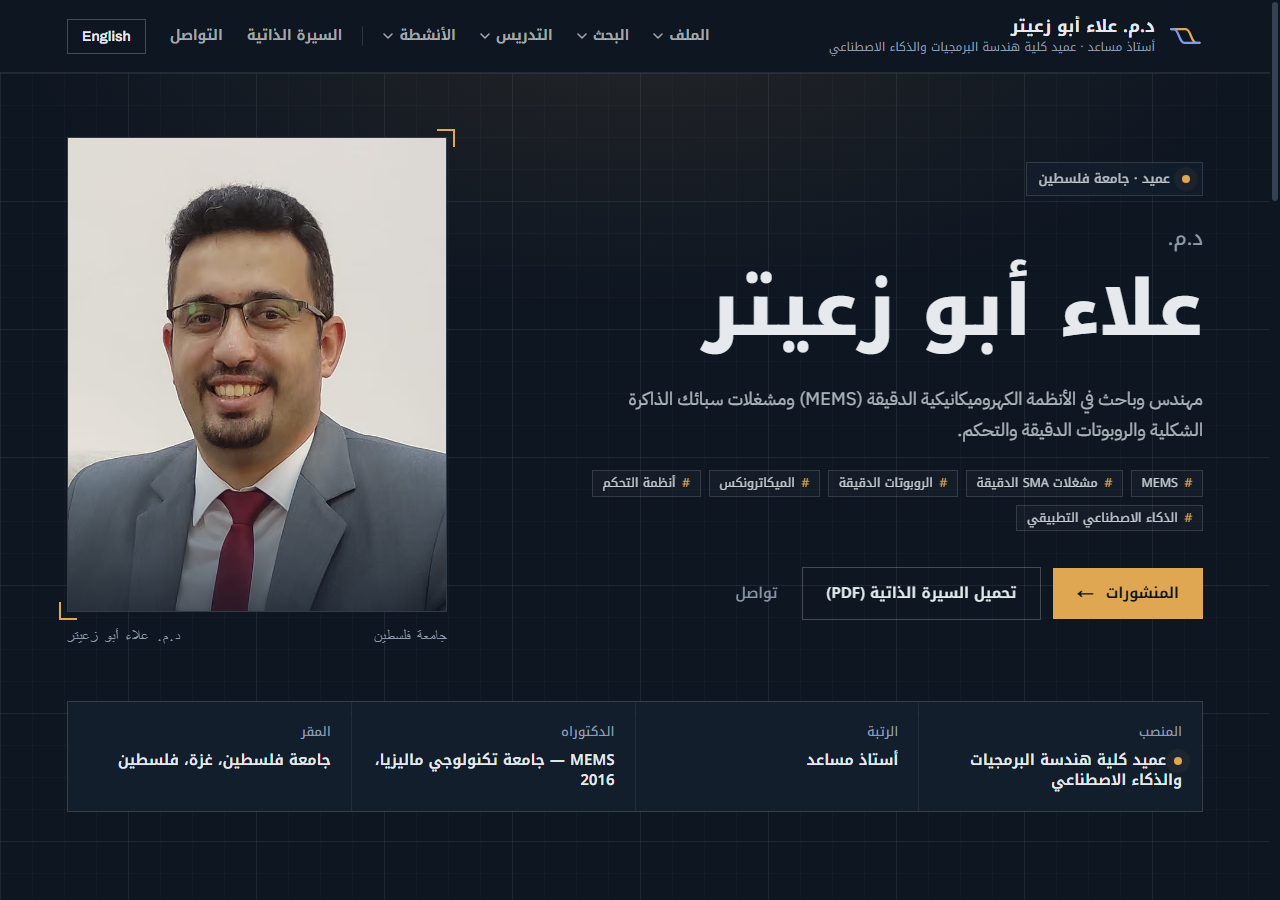 د.م. علاء أبو زعيتر
أستاذ مساعد · عميد كلية هندسة البرمجيات والذكاء الاصطناعي
الملف
البحث
التدريس
الأنشطة
السيرة الذاتية
التواصل
English
عميد · جامعة فلسطين
د.م.
علاء أبو زعيتر
مهندس وباحث في الأنظمة الكهروميكانيكية الدقيقة (MEMS) ومشغلات سبائك الذاكرة
الشكلية والروبوتات الدقيقة والتحكم.
# MEMS
# مشغلات SMA الدقيقة
# الروبوتات الدقيقة
# الميكاترونكس
# أنظمة التحكم
# الذكاء الاصطناعي التطبيقي
المنشورات ←
تحميل السيرة الذاتية (PDF)
تواصل
جامعة فلسطين
د.م. علاء أبو زعيتر
المنصب
عميد كلية هندسة البرمجيات
والذكاء الاصطناعي
الرتبة
أستاذ مساعد
الدكتوراه
MEMS — جامعة تكنولوجي ماليزيا،
2016
المقر
جامعة فلسطين، غزة، فلسطين